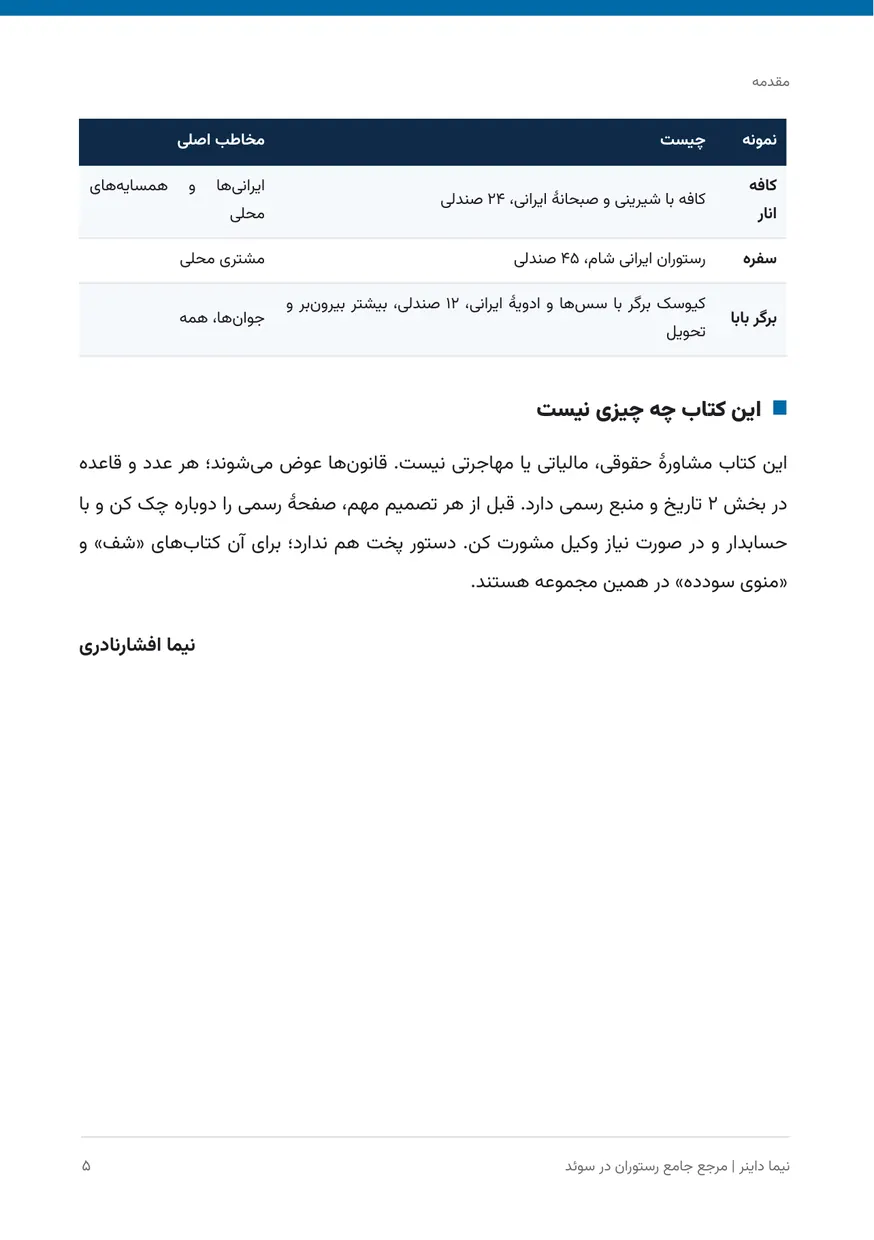 مقدمه
نمونه چیست مخاطب اصلی
کافه انار کافه با شیرینی و صبحانهٔ ایرانی، ۲۴ صندلی ایرانی‌ها و همسایه‌های محلی
سفره رستوران ایرانی شام، ۴۵ صندلی مشتری محلی
برگر بابا کیوسک برگر با سس‌ها و ادویهٔ ایرانی، ۱۲ صندلی، بیشتر بیرون‌بر و تحویل جوان‌ها، همه
این کتاب چه چیزی نیست
این کتاب مشاورهٔ حقوقی، مالیاتی یا مهاجرتی نیست. قانون‌ها عوض می‌شوند؛ هر عدد و قاعده
در بخش ۲ تاریخ و منبع رسمی دارد. قبل از هر تصمیم مهم، صفحهٔ رسمی را دوباره چک کن و با
حسابدار و در صورت نیاز وکیل مشورت کن. دستور پخت هم ندارد؛ برای آن کتاب‌های «شف» و
«منوی سودده» در همین مجموعه هستند.
نیما افشارنادری
نیما داینر | مرجع جامع رستوران در سوئد
۵